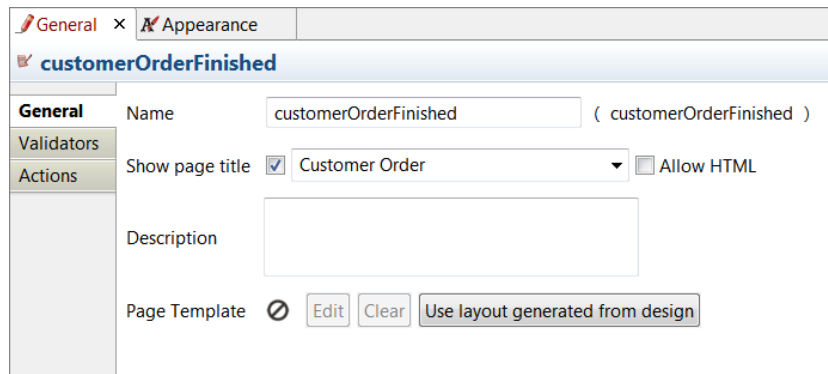 General × Appearance
customerOrderFinished
General
Name customerOrderFinished ( customerOrderFinished )
Validators
Show page title Customer Order Allow HTML
Actions
Description
Page Template Edit Clear Use layout generated from design